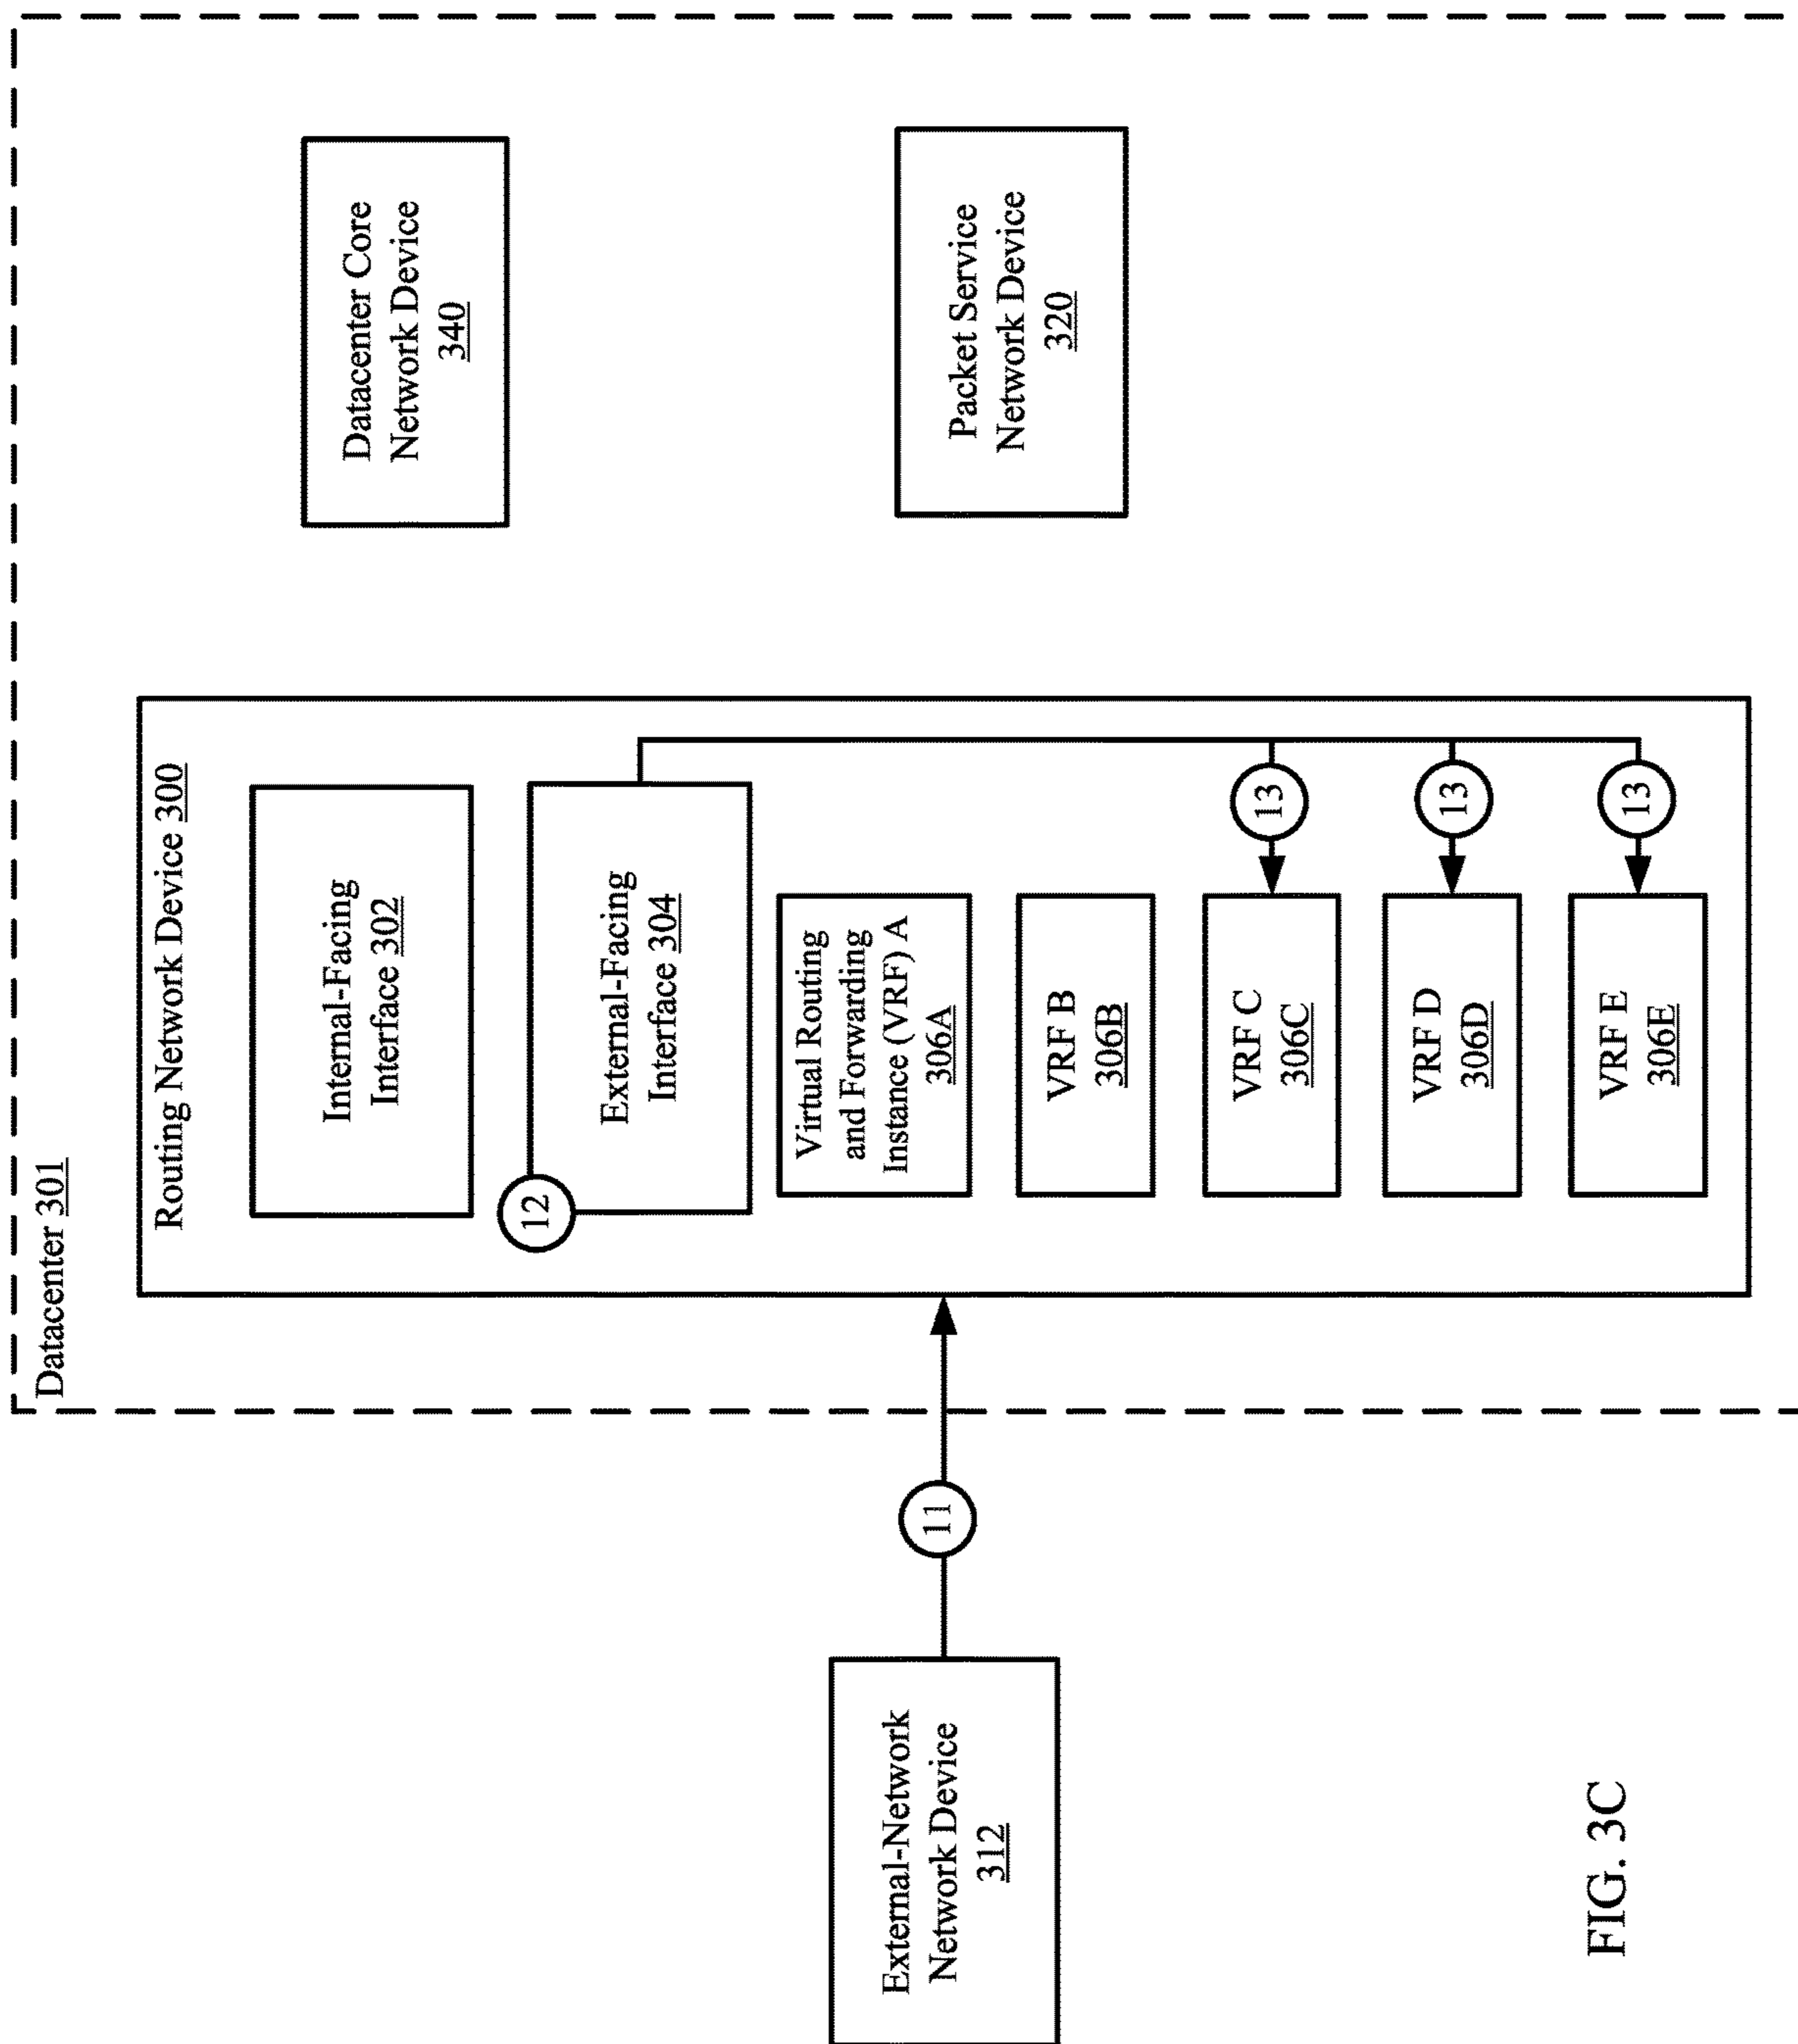 Datacenter 301
Routing Network Device 300
Internal-Facing
Interface 302
12
External-Facing
Interface 304
Virtual Routing
and Forwarding
Instance (VRF) A
306A
VRF B
306B
VRF C
306C
13
VRF D
306D
13
VRF E
306E
13
Datacenter Core
Network Device
340
Packet Service
Network Device
320
11
External-Network
Network Device
312
FIG. 3C